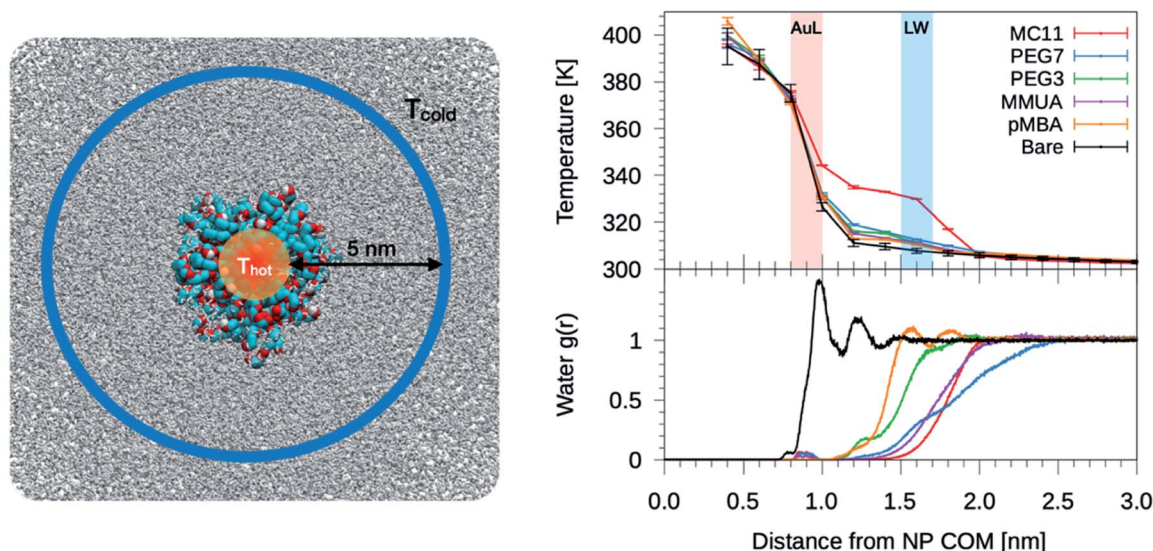 T cold
5 nm
T hot
AuL
LW
MC11
PEG7
PEG3
MMUA
pMBA
Bare
Temperature [K]
400
380
360
340
320
300
Water g(r)
1
0.5
0
0.0 0.5 1.0 1.5 2.0 2.5 3.0
Distance from NP COM [nm]